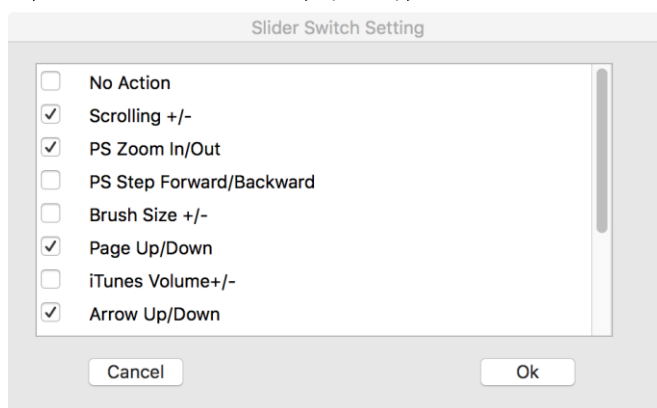 Slider Switch Setting
No Action
Scrolling +/-
PS Zoom In/Out
PS Step Forward/Backward
Brush Size +/-
Page Up/Down
iTunes Volume+/-
Arrow Up/Down
Cancel
Ok